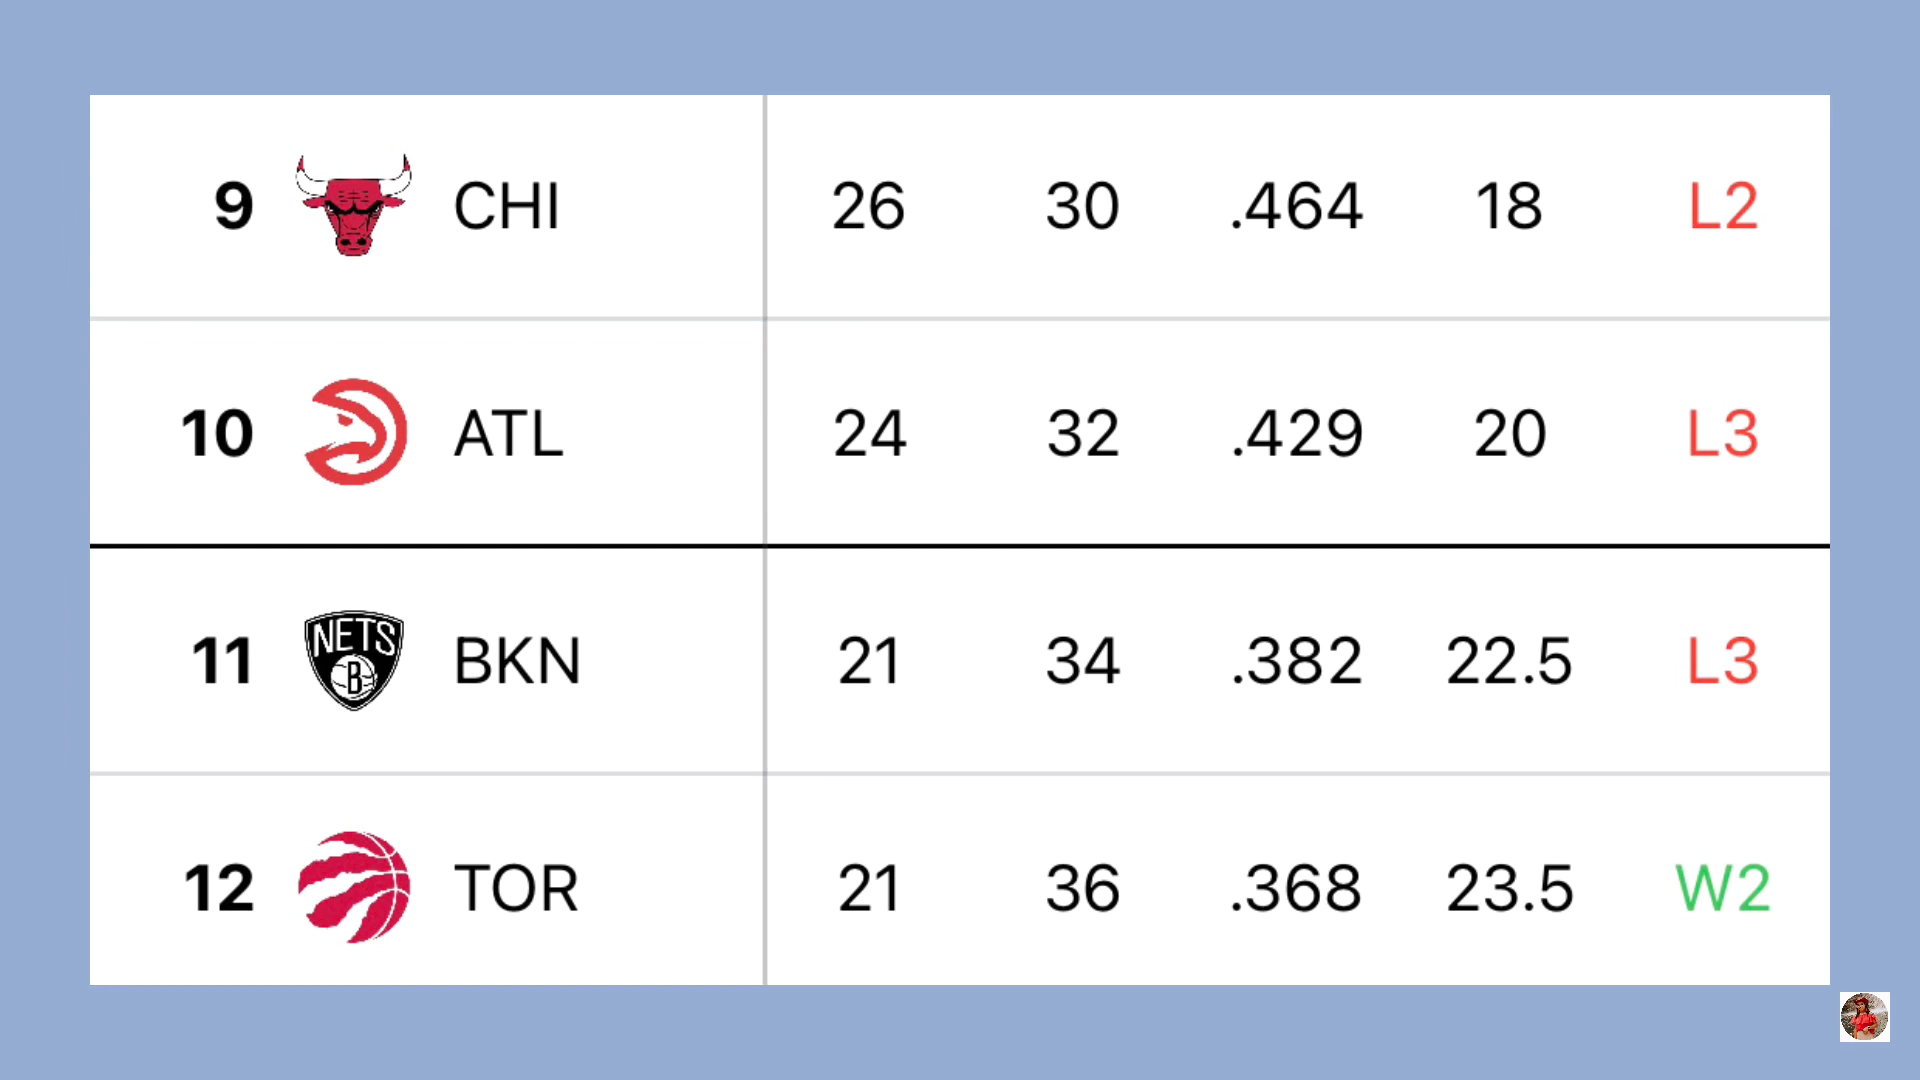 9 CHI 26 30 .464 18 L2
10 ATL 24 32 .429 20 L3
11 NETS B BKN 21 34 .382 22.5 L3
12 TOR 21 36 .368 23.5 W2